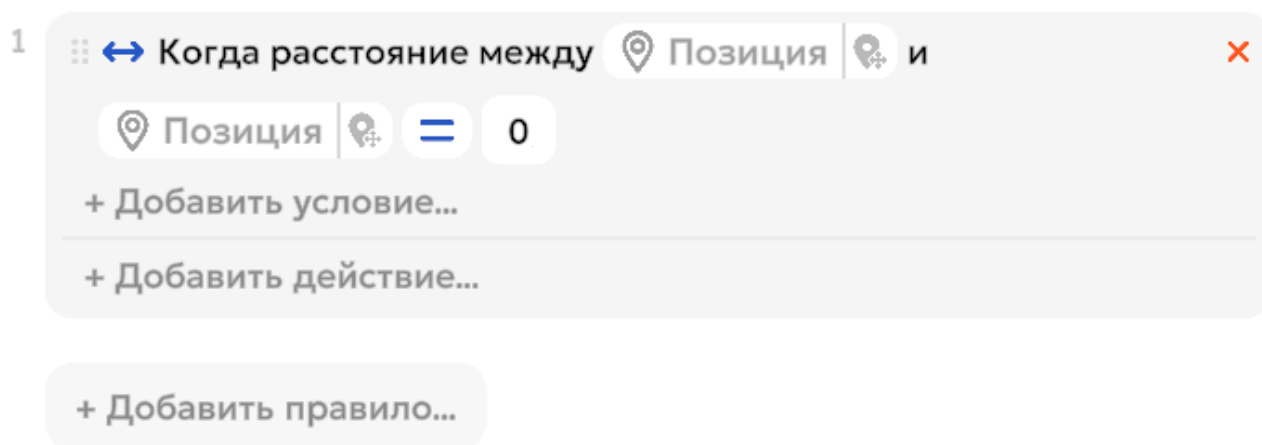 1 Когда расстояние между Позиция и
Позиция = 0
+ Добавить условие...
+ Добавить действие...
+ Добавить правило...